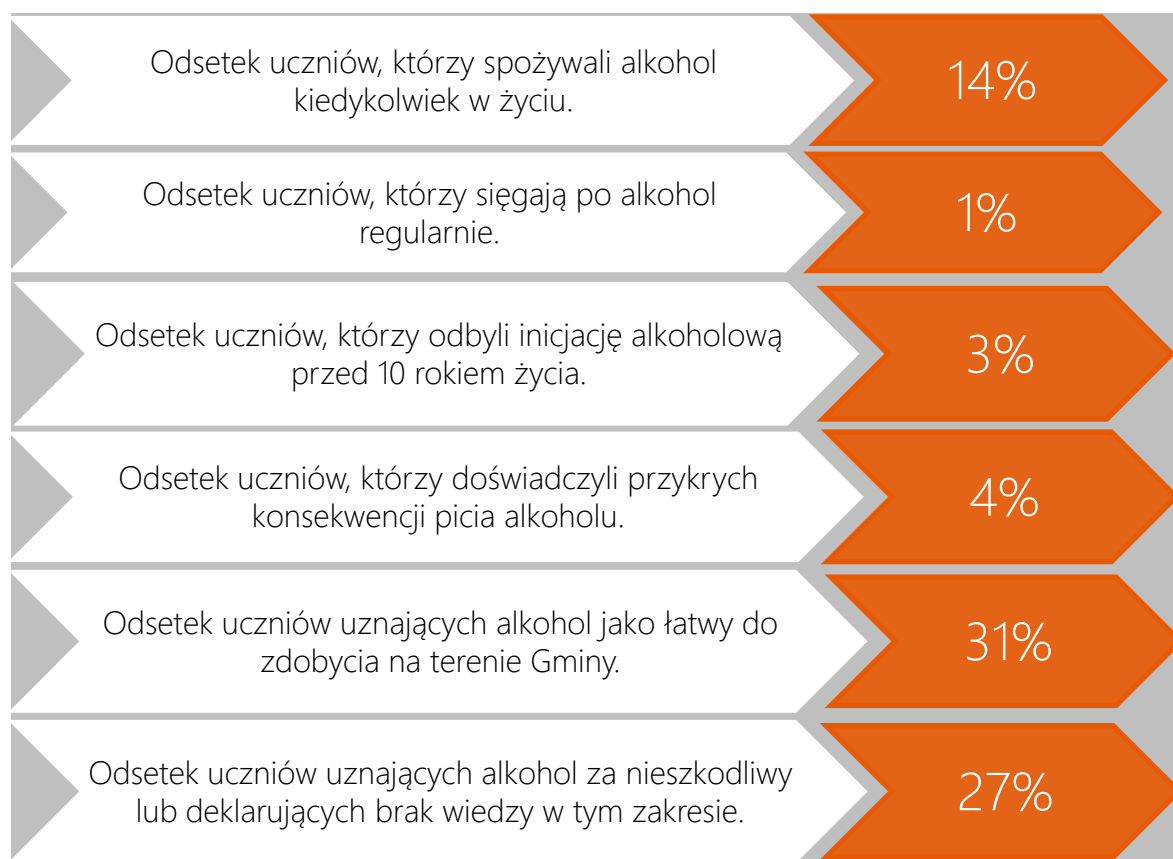 Odsetek uczniów, którzy spożywali alkohol
kiedykolwiek w życiu.
14%
Odsetek uczniów, którzy sięgają po alkohol
regularnie.
1%
Odsetek uczniów, którzy odbyli inicjację alkoholową
przed 10 rokiem życia.
3%
Odsetek uczniów, którzy doświadczyli przykrych
konsekwencji picia alkoholu.
4%
Odsetek uczniów uznających alkohol jako łatwy do
zdobycia na terenie Gminy.
31%
Odsetek uczniów uznających alkohol za nieszkodliwy
lub deklarujących brak wiedzy w tym zakresie.
27%